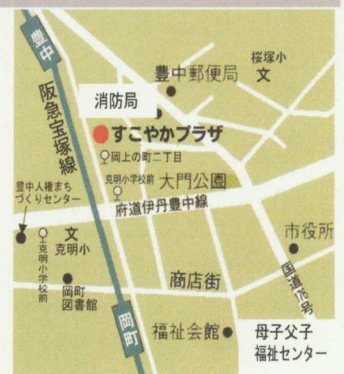 豊中
阪急宝塚線
桜塚小
文
豊中郵便局
消防局
すこやかプラザ
岡上の町二丁目
克明小学校前
大門公園
府道伊丹豊中線
豊中人権まち
づくりセンター
文
克明小
克明小学校前
岡町
図書館
市役所
国道176号
商店街
岡町
福祉会館
母子父子
福祉センター